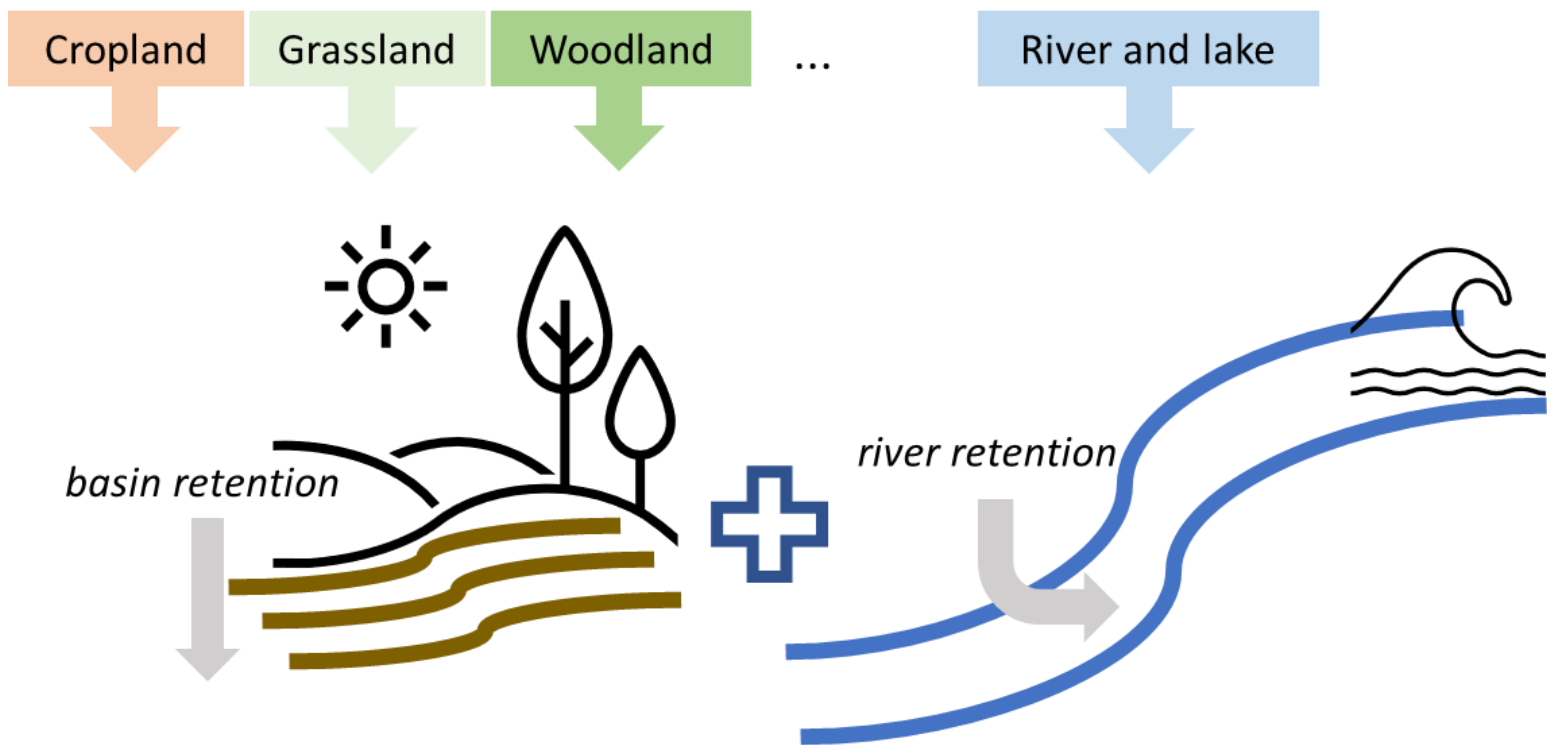 Cropland
Grassland
Woodland
...
River and lake
basin retention
river retention